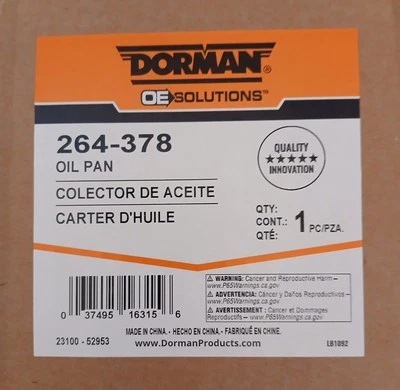 DORMAN®
OE SOLUTIONS™
264-378
OIL PAN
COLECTOR DE ACEITE
CARTER D'HUILE
QUALITY
★★★★★
INNOVATION
QTY:
CONT.: 1 PC/PZA.
QTÉ:
0 37495 16315 6
⚠ WARNING: Cancer and Reproductive Harm –
www.P65Warnings.ca.gov
⚠ ADVERTENCIA: Cáncer y Daños Reproductivos –
www.P65Warnings.ca.gov
⚠ AVERTISSEMENT : Cancer et Dommages
Reproductifs – www.P65Warnings.ca.gov
MADE IN CHINA. - HECHO EN CHINA. - FABRIQUÉ EN CHINE.
23100 - 52953
www.DormanProducts.com
LB1092